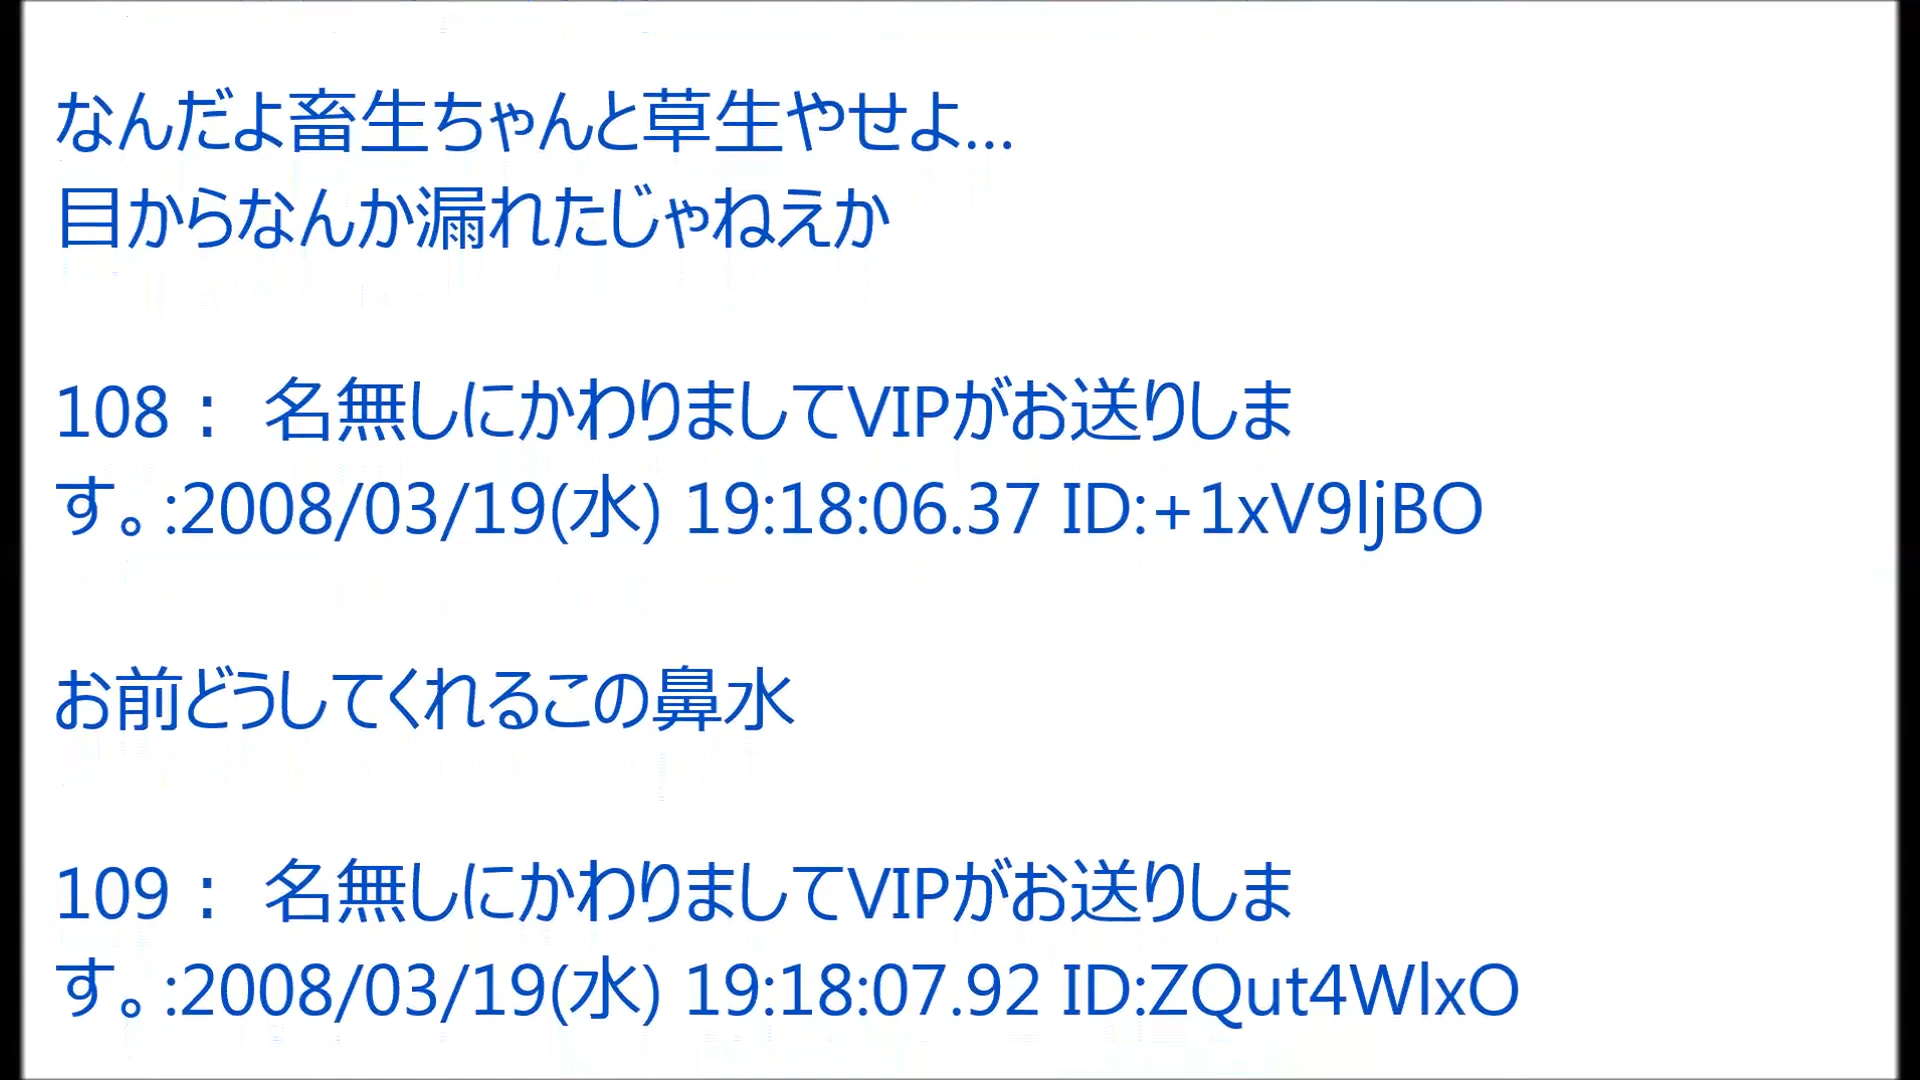 なんだよ畜生ちゃんと草生やせよ…
目からなんか漏れたじゃねえか
108： 名無しにかわりましてVIPがお送りしま
す。:2008/03/19(水) 19:18:06.37 ID:+1xV9ljBO
お前どうしてくれるこの鼻水
109： 名無しにかわりましてVIPがお送りしま
す。:2008/03/19(水) 19:18:07.92 ID:ZQut4WlxO